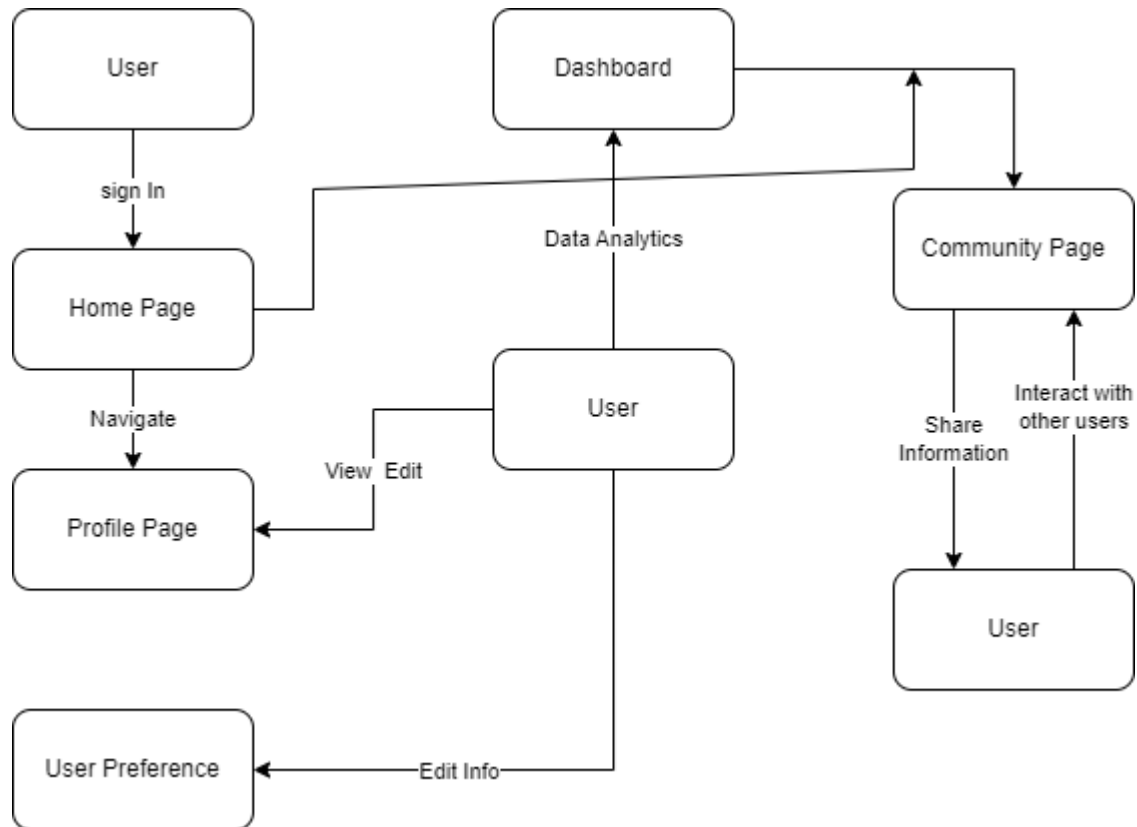 User
Dashboard
sign In
Data Analytics
Community Page
Home Page
Navigate
User
Interact with
other users
Share
Information
View  Edit
Profile Page
User
User Preference
Edit Info